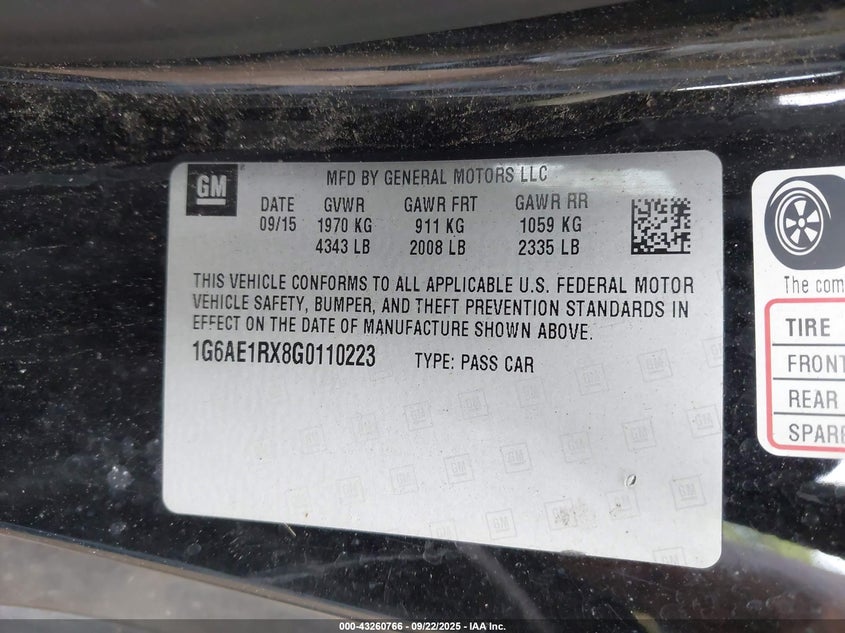 GM
MFD BY GENERAL MOTORS LLC
DATE GVWR GAWR FRT GAWR RR
09/15 1970 KG 911 KG 1059 KG
4343 LB 2008 LB 2335 LB
THIS VEHICLE CONFORMS TO ALL APPLICABLE U.S. FEDERAL MOTOR
VEHICLE SAFETY, BUMPER, AND THEFT PREVENTION STANDARDS IN
EFFECT ON THE DATE OF MANUFACTURE SHOWN ABOVE.
1G6AE1RX8G0110223 TYPE: PASS CAR
The com
TIRE
FRONT
REAR
SPARE
000-43260766 - 09/22/2025 - IAA Inc.